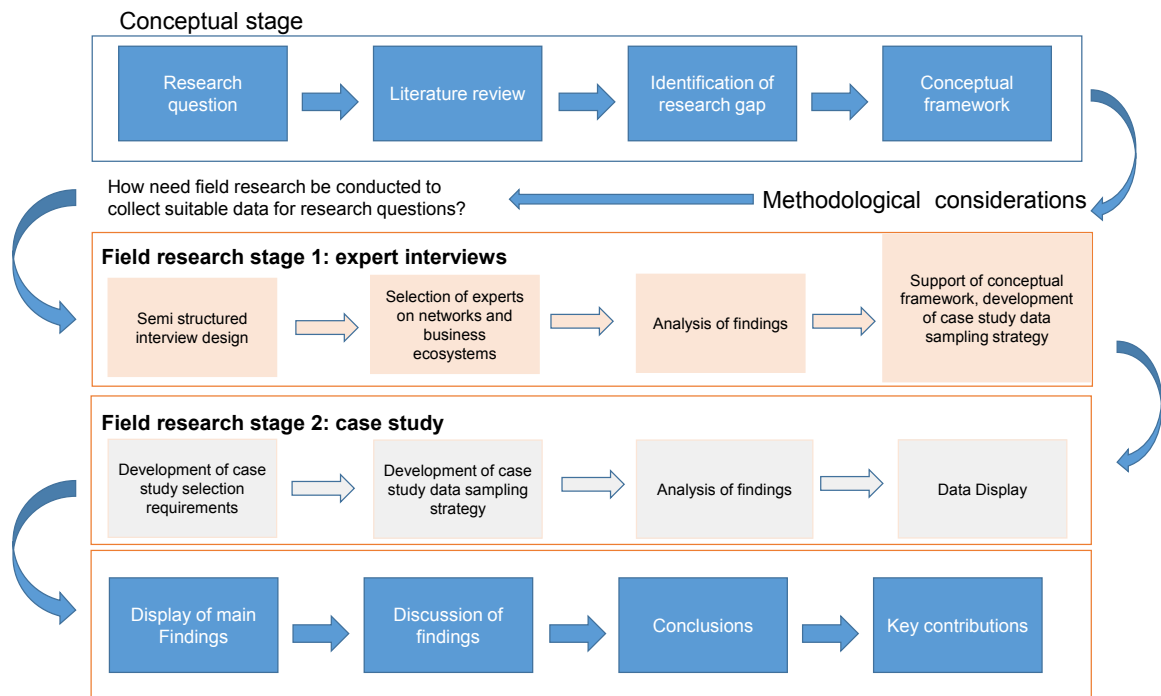 Conceptual stage
Research
question
Literature review
Identification of
research gap
Conceptual
framework
How need field research be conducted to
collect suitable data for research questions?
Methodological considerations
Field research stage 1: expert interviews
Semi structured
interview design
Selection of experts
on networks and
business
ecosystems
Analysis of findings
Support of conceptual
framework, development
of case study data
sampling strategy
Field research stage 2: case study
Development of case
study selection
requirements
Development of case
study data sampling
strategy
Analysis of findings
Data Display
Display of main
Findings
Discussion of
findings
Conclusions
Key contributions